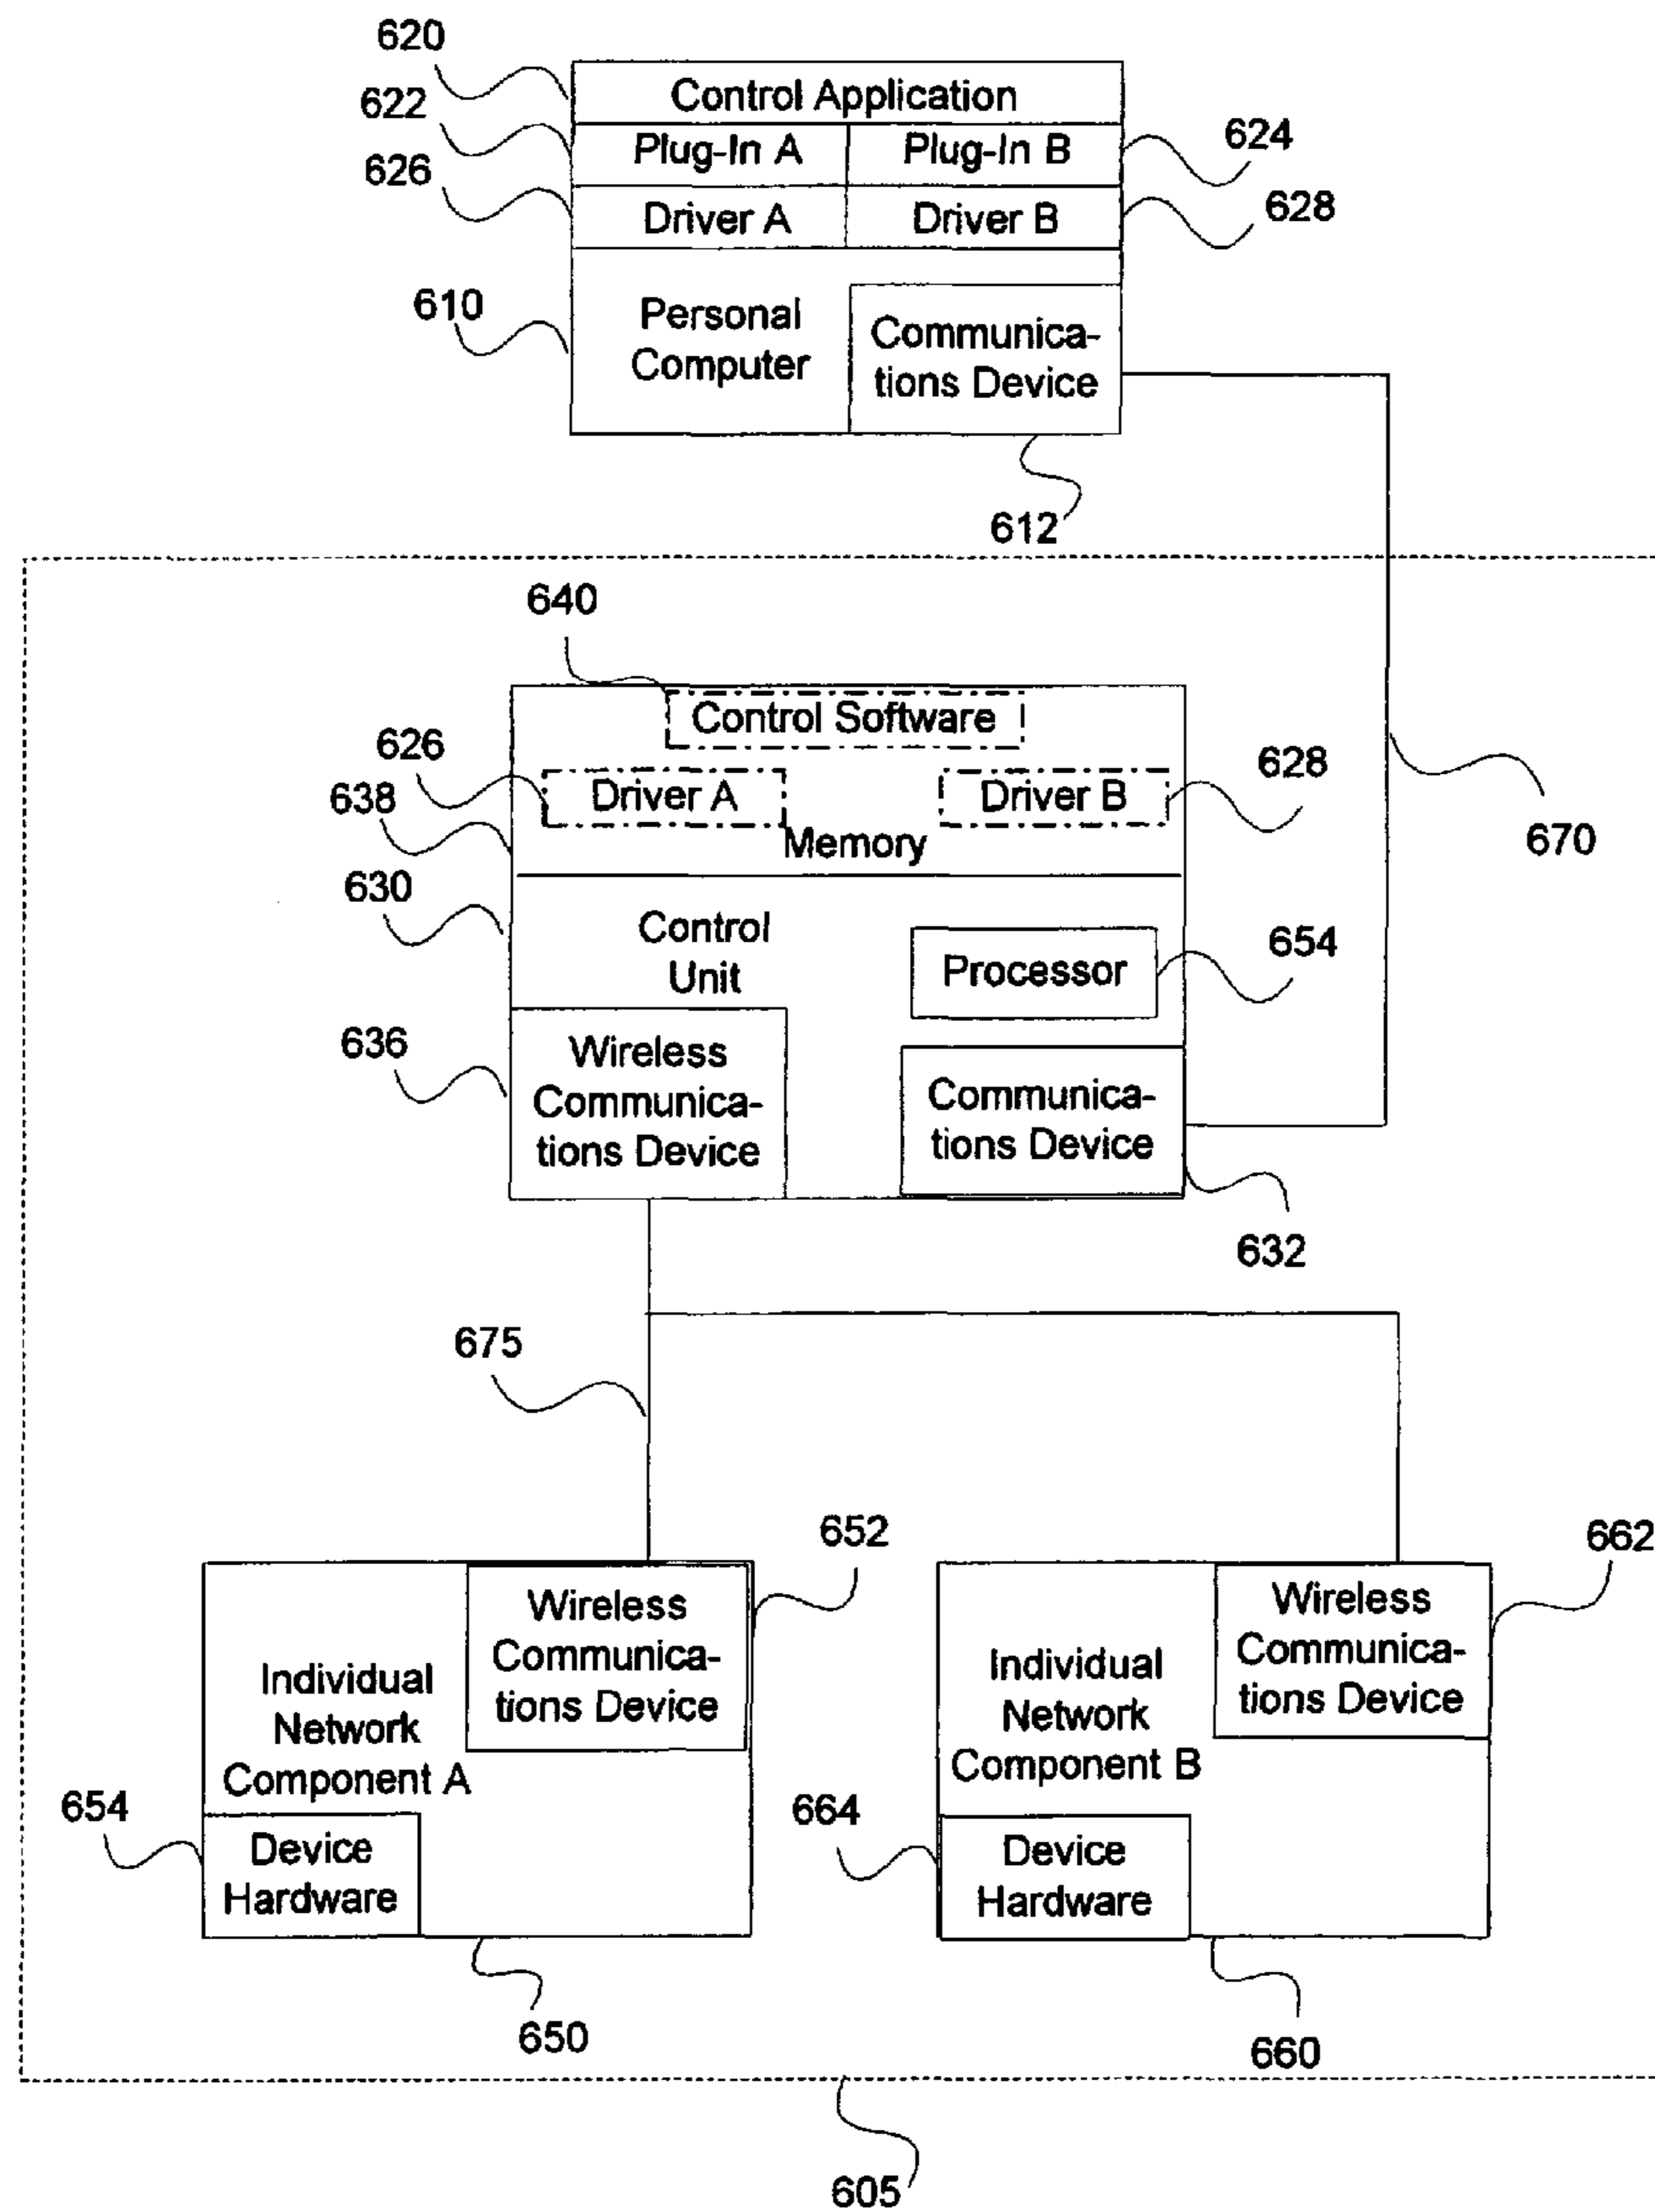 620
Control Application
622
Plug-In A
Plug-In B
624
626
Driver A
Driver B
628
610
Personal
Computer
Communica-
tions Device
612
640
Control Software
626
Driver A
Driver B
628
638
Memory
670
630
Control
Unit
Processor
654
636
Wireless
Communica-
tions Device
Communica-
tions Device
632
675
652
662
Wireless
Communica-
tions Device
Individual
Network
Component A
Wireless
Communica-
tions Device
Individual
Network
Component B
654
Device
Hardware
664
Device
Hardware
650
660
605